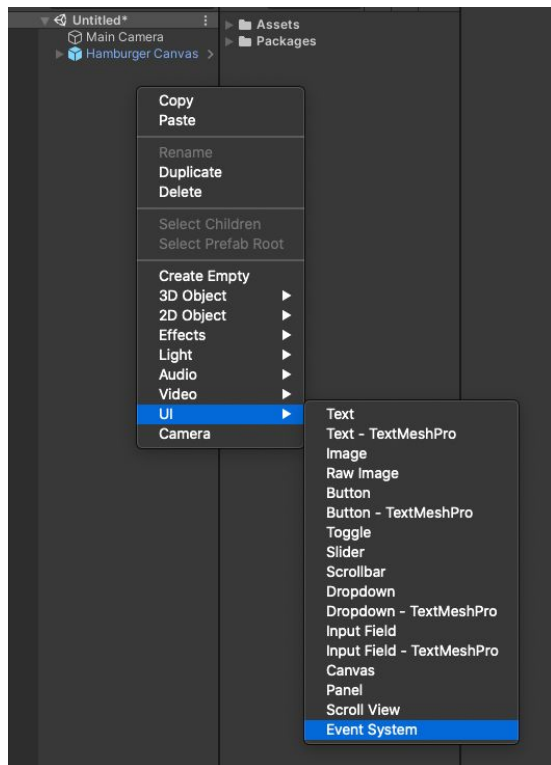 Untitled*
Main Camera
Hamburger Canvas
Assets
Packages
Copy
Paste
Rename
Duplicate
Delete
Select Children
Select Prefab Root
Create Empty
3D Object
2D Object
Effects
Light
Audio
Video
UI
Camera
Text
Text - TextMeshPro
Image
Raw Image
Button
Button - TextMeshPro
Toggle
Slider
Scrollbar
Dropdown
Dropdown - TextMeshPro
Input Field
Input Field - TextMeshPro
Canvas
Panel
Scroll View
Event System